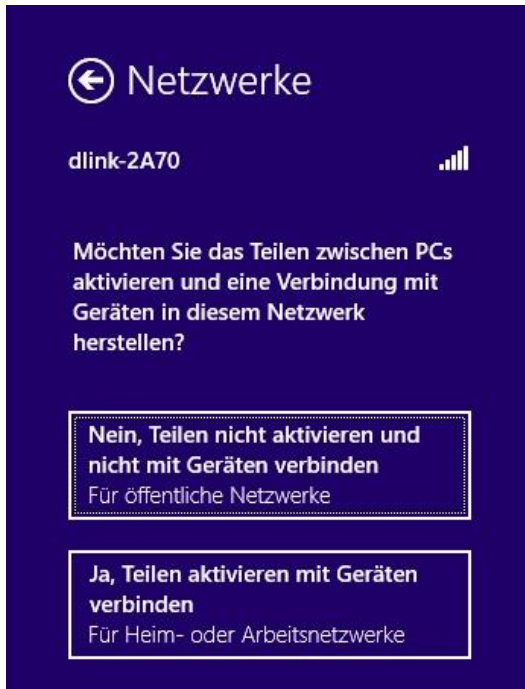 Netzwerke
dlink-2A70
Möchten Sie das Teilen zwischen PCs
aktivieren und eine Verbindung mit
Geräten in diesem Netzwerk
herstellen?
Nein, Teilen nicht aktivieren und
nicht mit Geräten verbinden
Für öffentliche Netzwerke
Ja, Teilen aktivieren mit Geräten
verbinden
Für Heim- oder Arbeitsnetzwerke